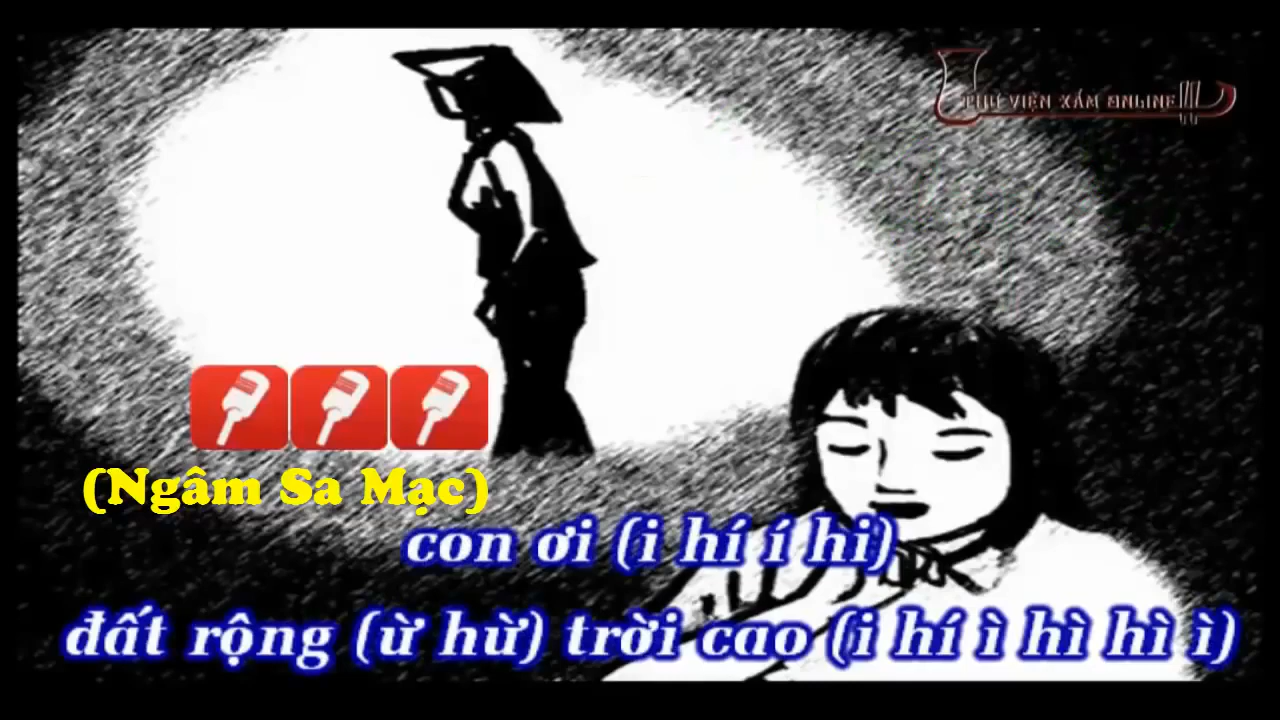 THƯ VIỆN XẨM ONLINE
(Ngâm Sa Mạc)
con ơi (i hí í hi)
đất rộng (ừ hừ) trời cao (i hí ì hì hì ì)